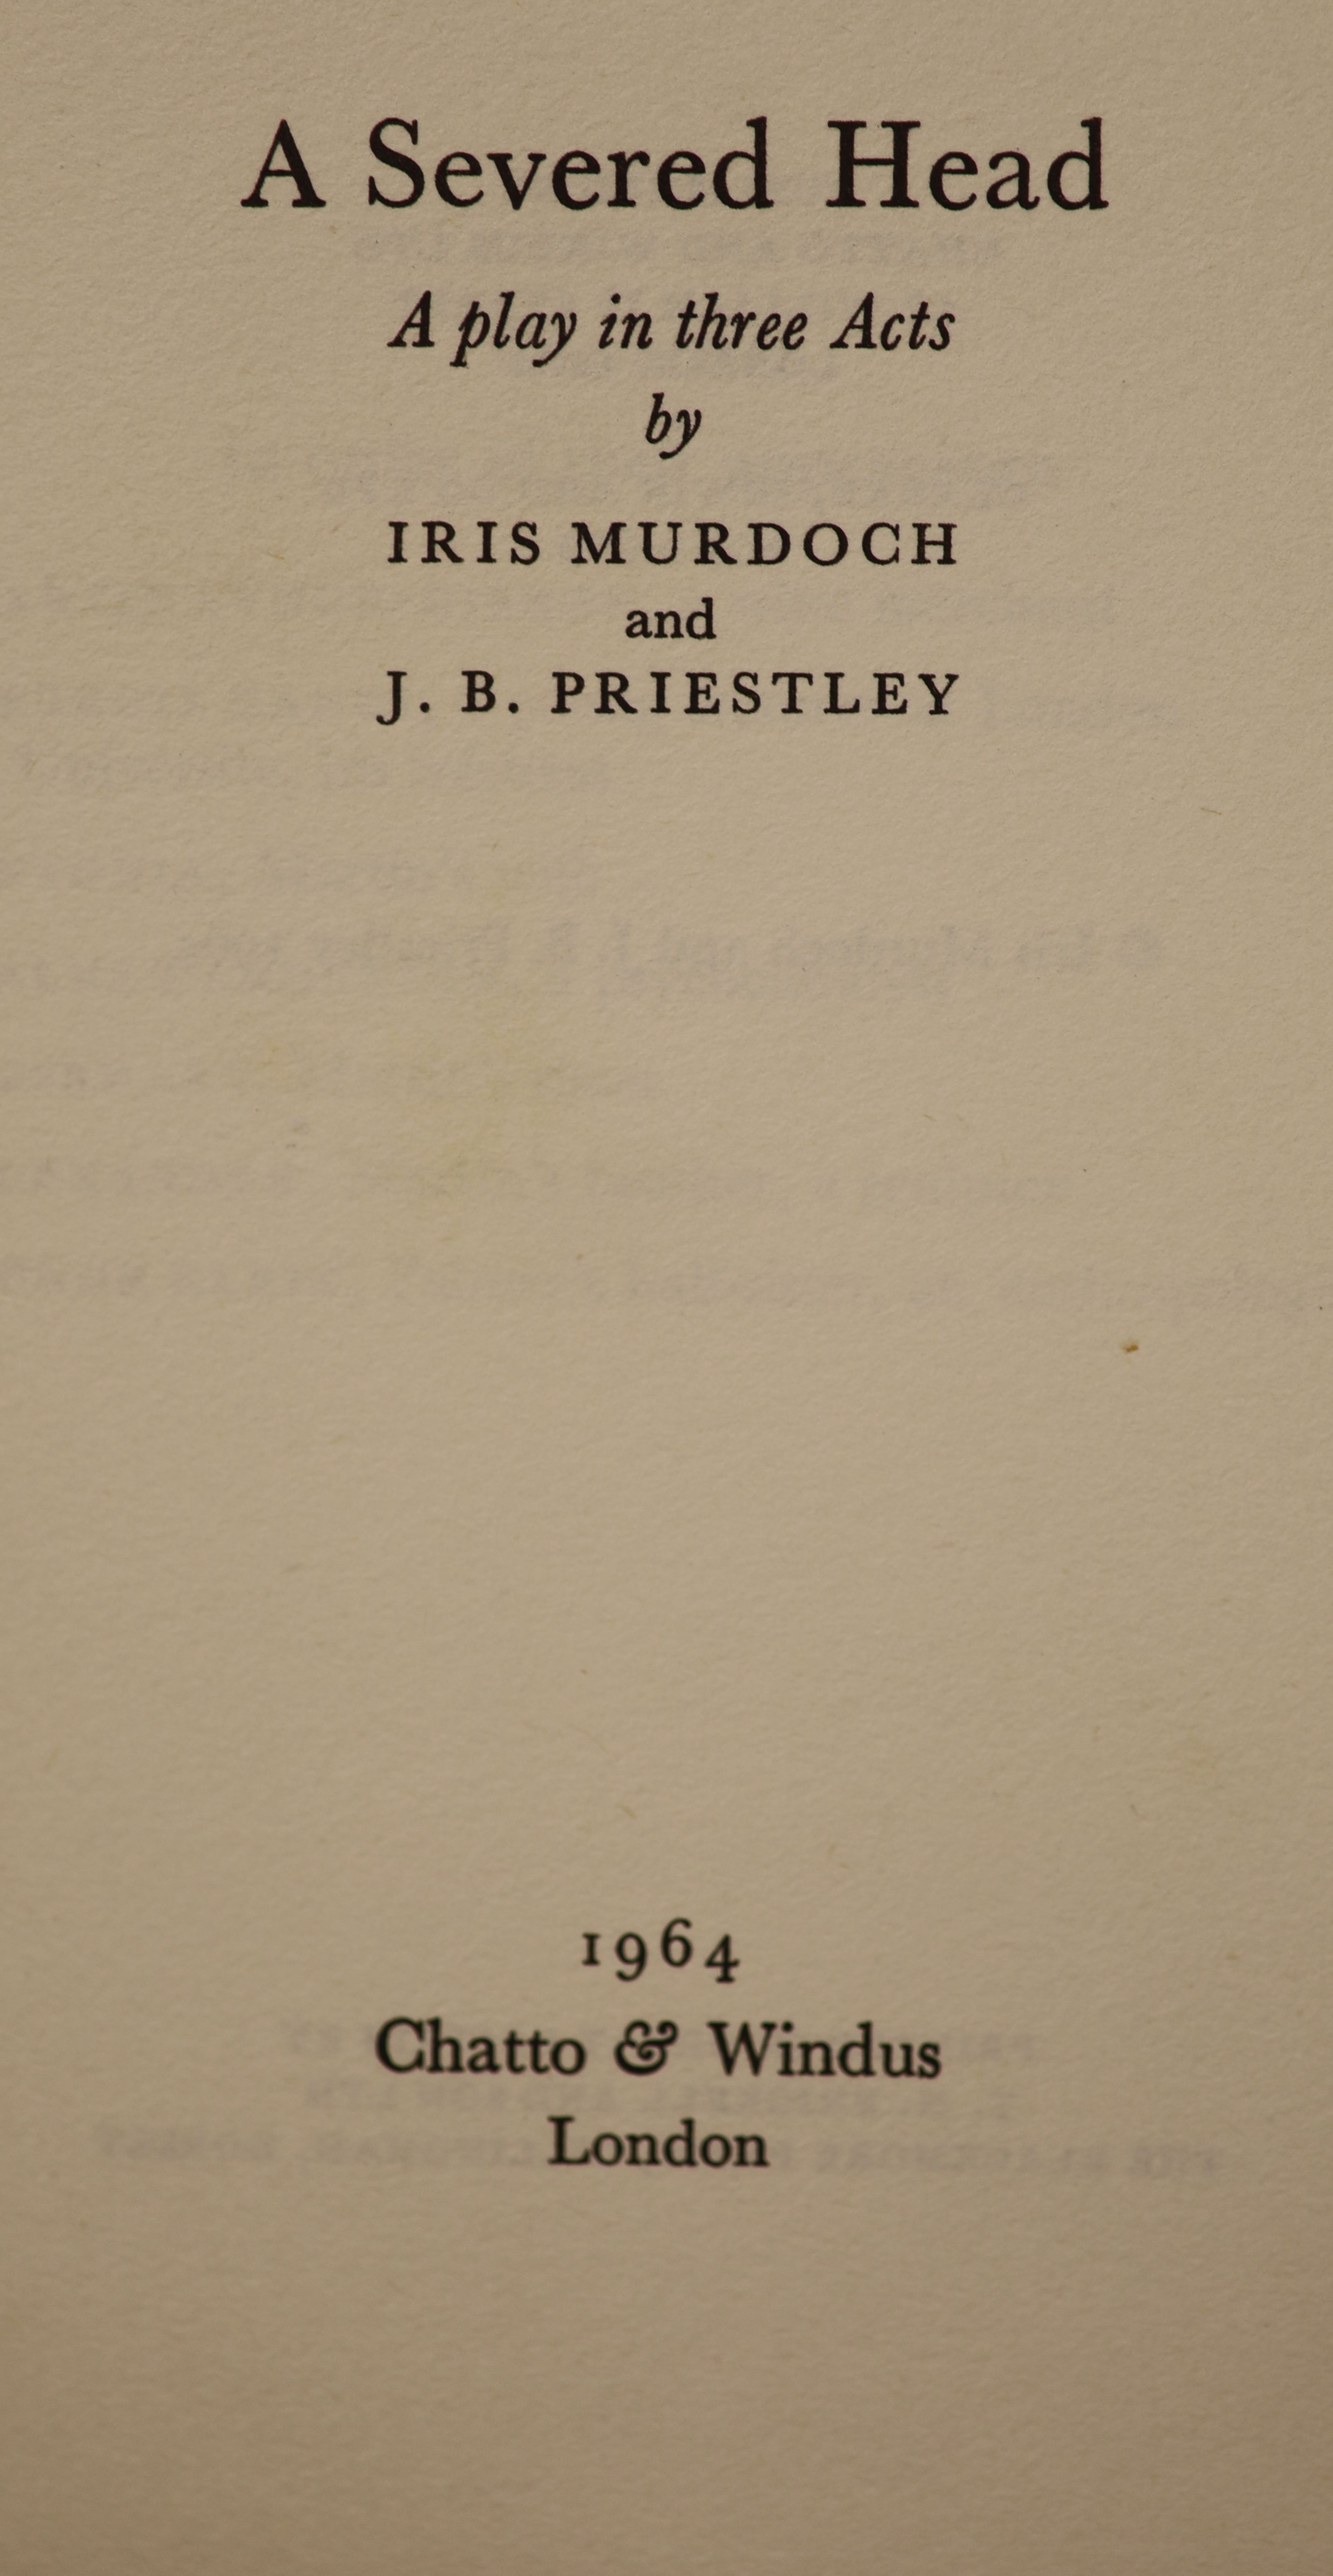 A Severed Head
A play in three Acts
by
IRIS MURDOCH
and
J. B. PRIESTLEY
1964
Chatto & Windus
London